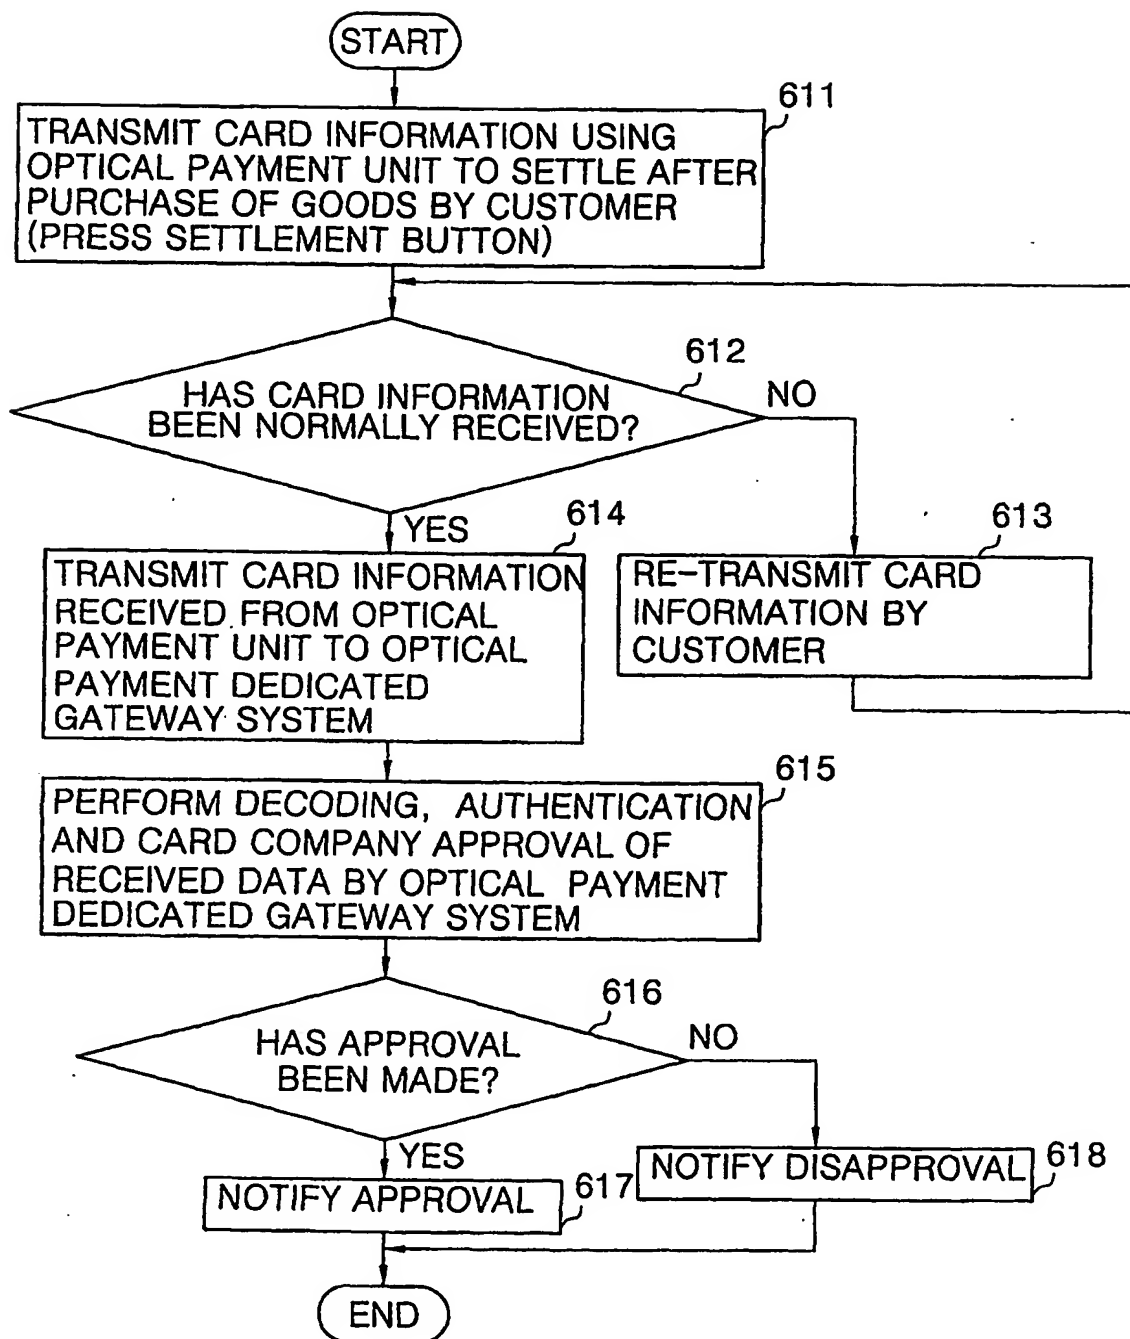 START
611
TRANSMIT CARD INFORMATION USING
OPTICAL PAYMENT UNIT TO SETTLE AFTER
PURCHASE OF GOODS BY CUSTOMER
(PRESS SETTLEMENT BUTTON)
612
HAS CARD INFORMATION
BEEN NORMALLY RECEIVED?
NO
YES
614
TRANSMIT CARD INFORMATION
RECEIVED FROM OPTICAL
PAYMENT UNIT TO OPTICAL
PAYMENT DEDICATED
GATEWAY SYSTEM
613
RE-TRANSMIT CARD
INFORMATION BY
CUSTOMER
615
PERFORM DECODING, AUTHENTICATION
AND CARD COMPANY APPROVAL OF
RECEIVED DATA BY OPTICAL PAYMENT
DEDICATED GATEWAY SYSTEM
616
HAS APPROVAL
BEEN MADE?
NO
YES
NOTIFY APPROVAL
617
NOTIFY DISAPPROVAL
618
END